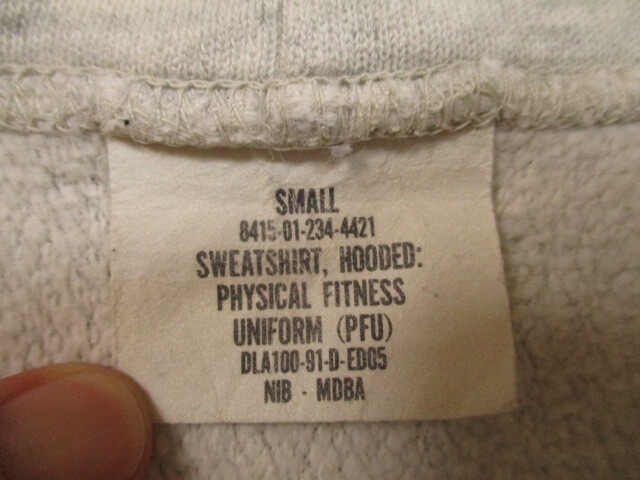 SMALL
8415-01-234-4421
SWEATSHIRT, HOODED:
PHYSICAL FITNESS
UNIFORM (PFU)
DLA100-91-D-ED05
NIB - MDBA